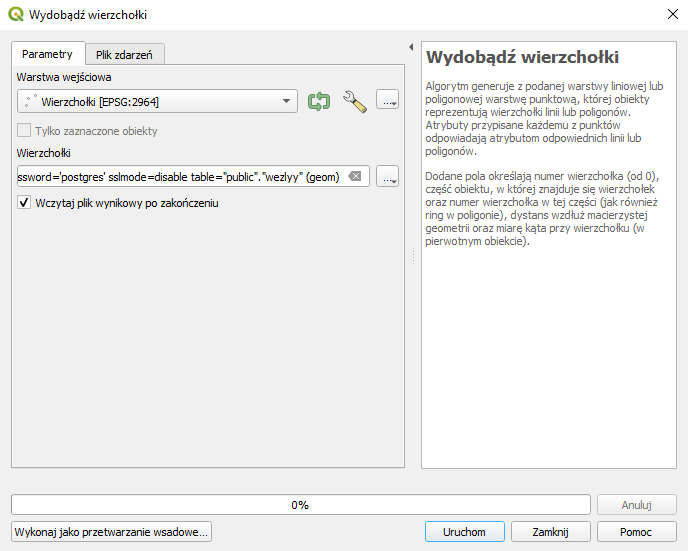 Wydobądź wierzchołki
Parametry
Plik zdarzeń
Warstwa wejściowa
Wierzchołki [EPSG:2964]
...
Tylko zaznaczone obiekty
Wierzchołki
ssword='postgres' sslmode=disable table="public"."wezlyy" (geom)
...
Wczytaj plik wynikowy po zakończeniu
Wydobądź wierzchołki
Algorytm generuje z podanej warstwy liniowej lub
poligonowej warstwę punktową, której obiekty
reprezentują wierzchołki linii lub poligonów.
Atrybuty przypisane każdemu z punktów
odpowiadają atrybutom odpowiednich linii lub
poligonów.
Dodane pola określają numer wierzchołka (od 0),
część obiektu, w której znajduje się wierzchołek
oraz numer wierzchołka w tej części (jak również
ring w poligonie), dystans wzdłuż macierzystej
geometrii oraz miarę kąta przy wierzchołku (w
pierwotnym obiekcie).
0%
Anuluj
Wykonaj jako przetwarzanie wsadowe...
Uruchom
Zamknij
Pomoc